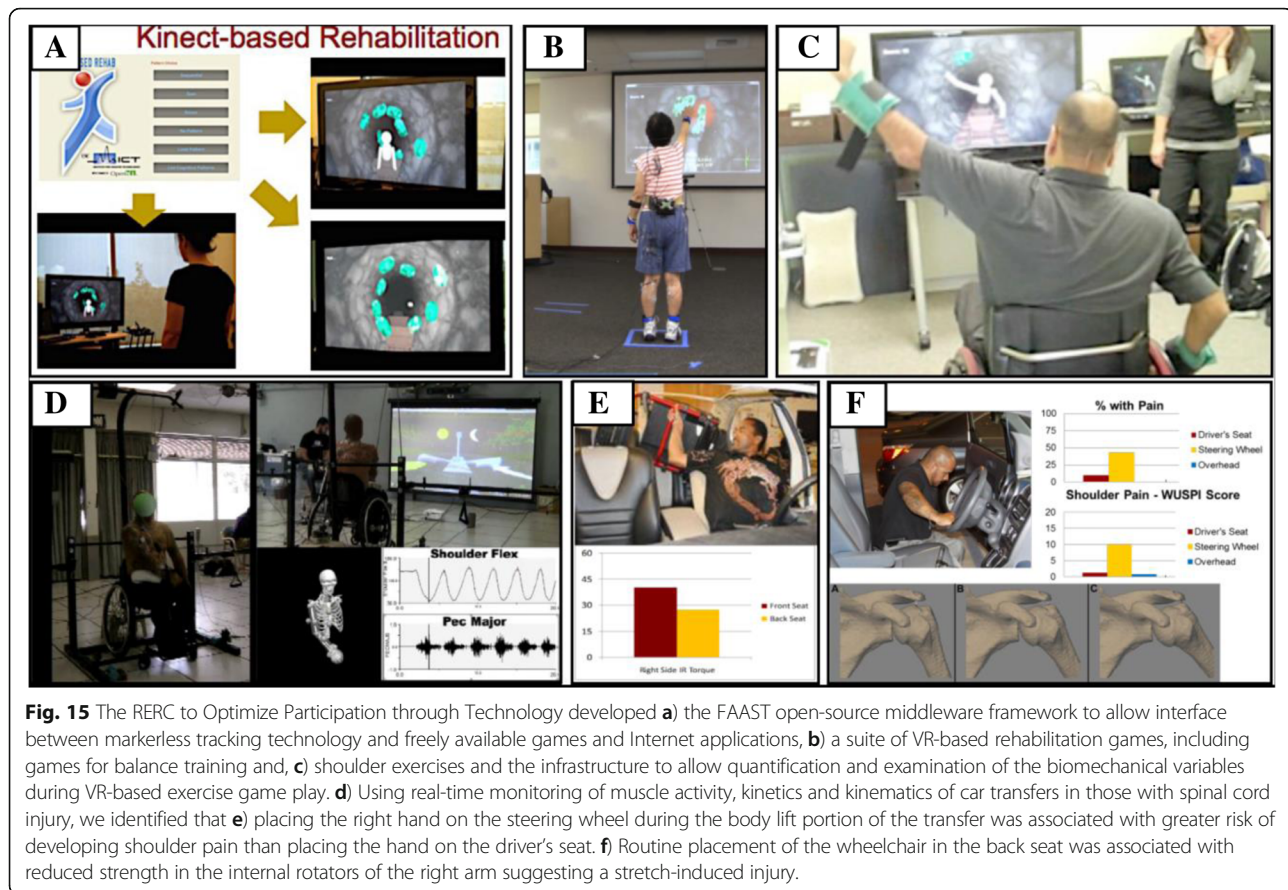 A
Kinect-based Rehabilitation
SED REHAB
ICT
B
C
D
Shoulder Flex
Pec Major
E
60
45
30
15
0
Front Seat
Back Seat
Right Side IR Torque
F
% with Pain
100
75
50
25
0
Driver's Seat
Steering Wheel
Overhead
Shoulder Pain - WUSPI Score
20
15
10
5
0
Driver's Seat
Steering Wheel
Overhead
A
B
C
Fig. 15 The RERC to Optimize Participation through Technology developed a) the FAAST open-source middleware framework to allow interface
between markerless tracking technology and freely available games and Internet applications, b) a suite of VR-based rehabilitation games, including
games for balance training and, c) shoulder exercises and the infrastructure to allow quantification and examination of the biomechanical variables
during VR-based exercise game play. d) Using real-time monitoring of muscle activity, kinetics and kinematics of car transfers in those with spinal cord
injury, we identified that e) placing the right hand on the steering wheel during the body lift portion of the transfer was associated with greater risk of
developing shoulder pain than placing the hand on the driver's seat. f) Routine placement of the wheelchair in the back seat was associated with
reduced strength in the internal rotators of the right arm suggesting a stretch-induced injury.